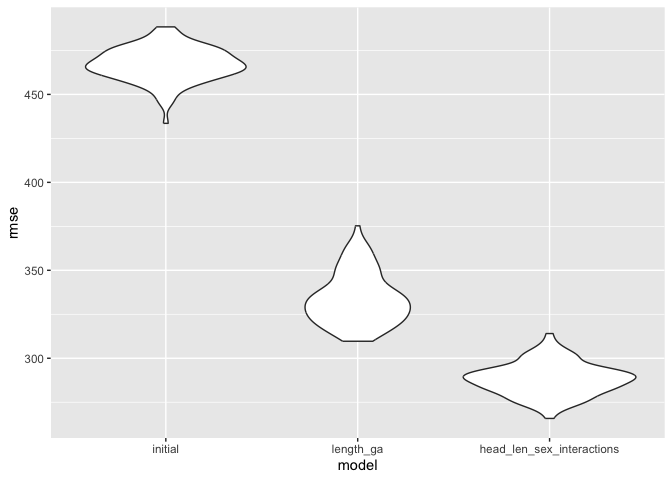 rmse
450
400
350
300
initial length_ga head_len_sex_interactions
model